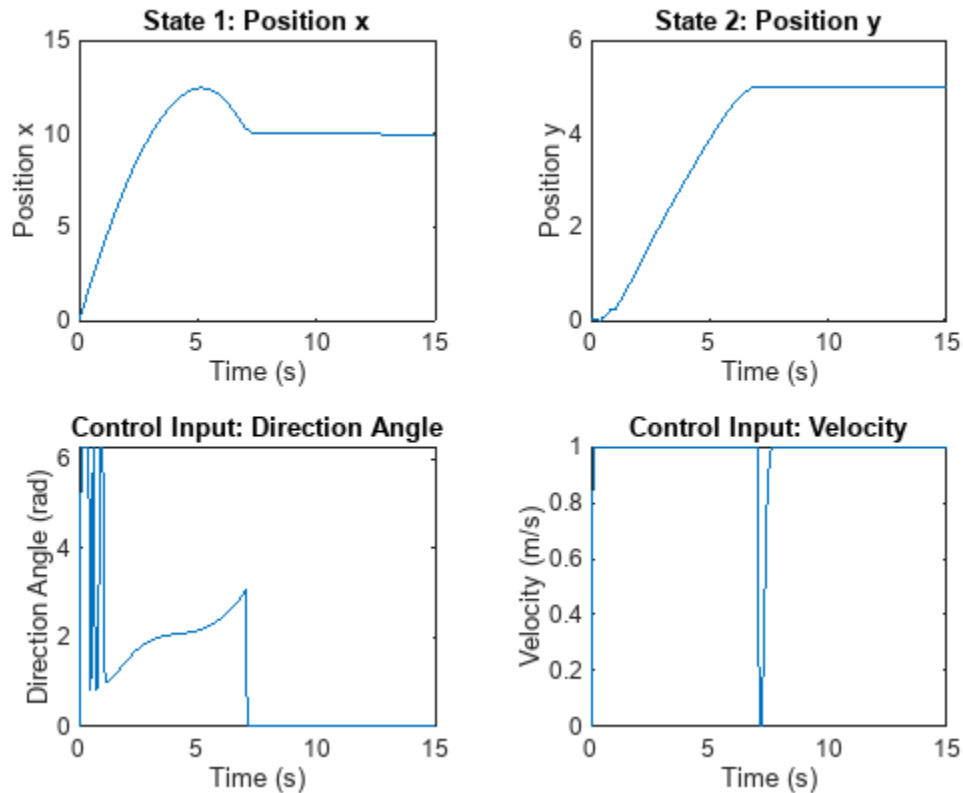 State 1: Position x
15
10
5
0
Position x
0 5 10 15
Time (s)
State 2: Position y
6
4
2
0
Position y
0 5 10 15
Time (s)
Control Input: Direction Angle
6
4
2
0
Direction Angle (rad)
0 5 10 15
Time (s)
Control Input: Velocity
1
0.8
0.6
0.4
0.2
0
Velocity (m/s)
0 5 10 15
Time (s)